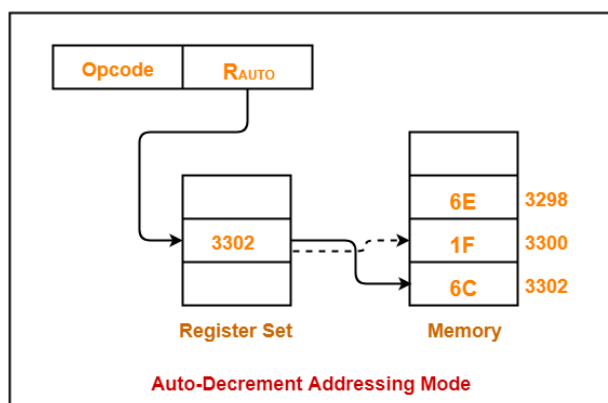 Opcode RAUTO
6E 3298
3302 1F 3300
6C 3302
Register Set Memory
Auto-Decrement Addressing Mode